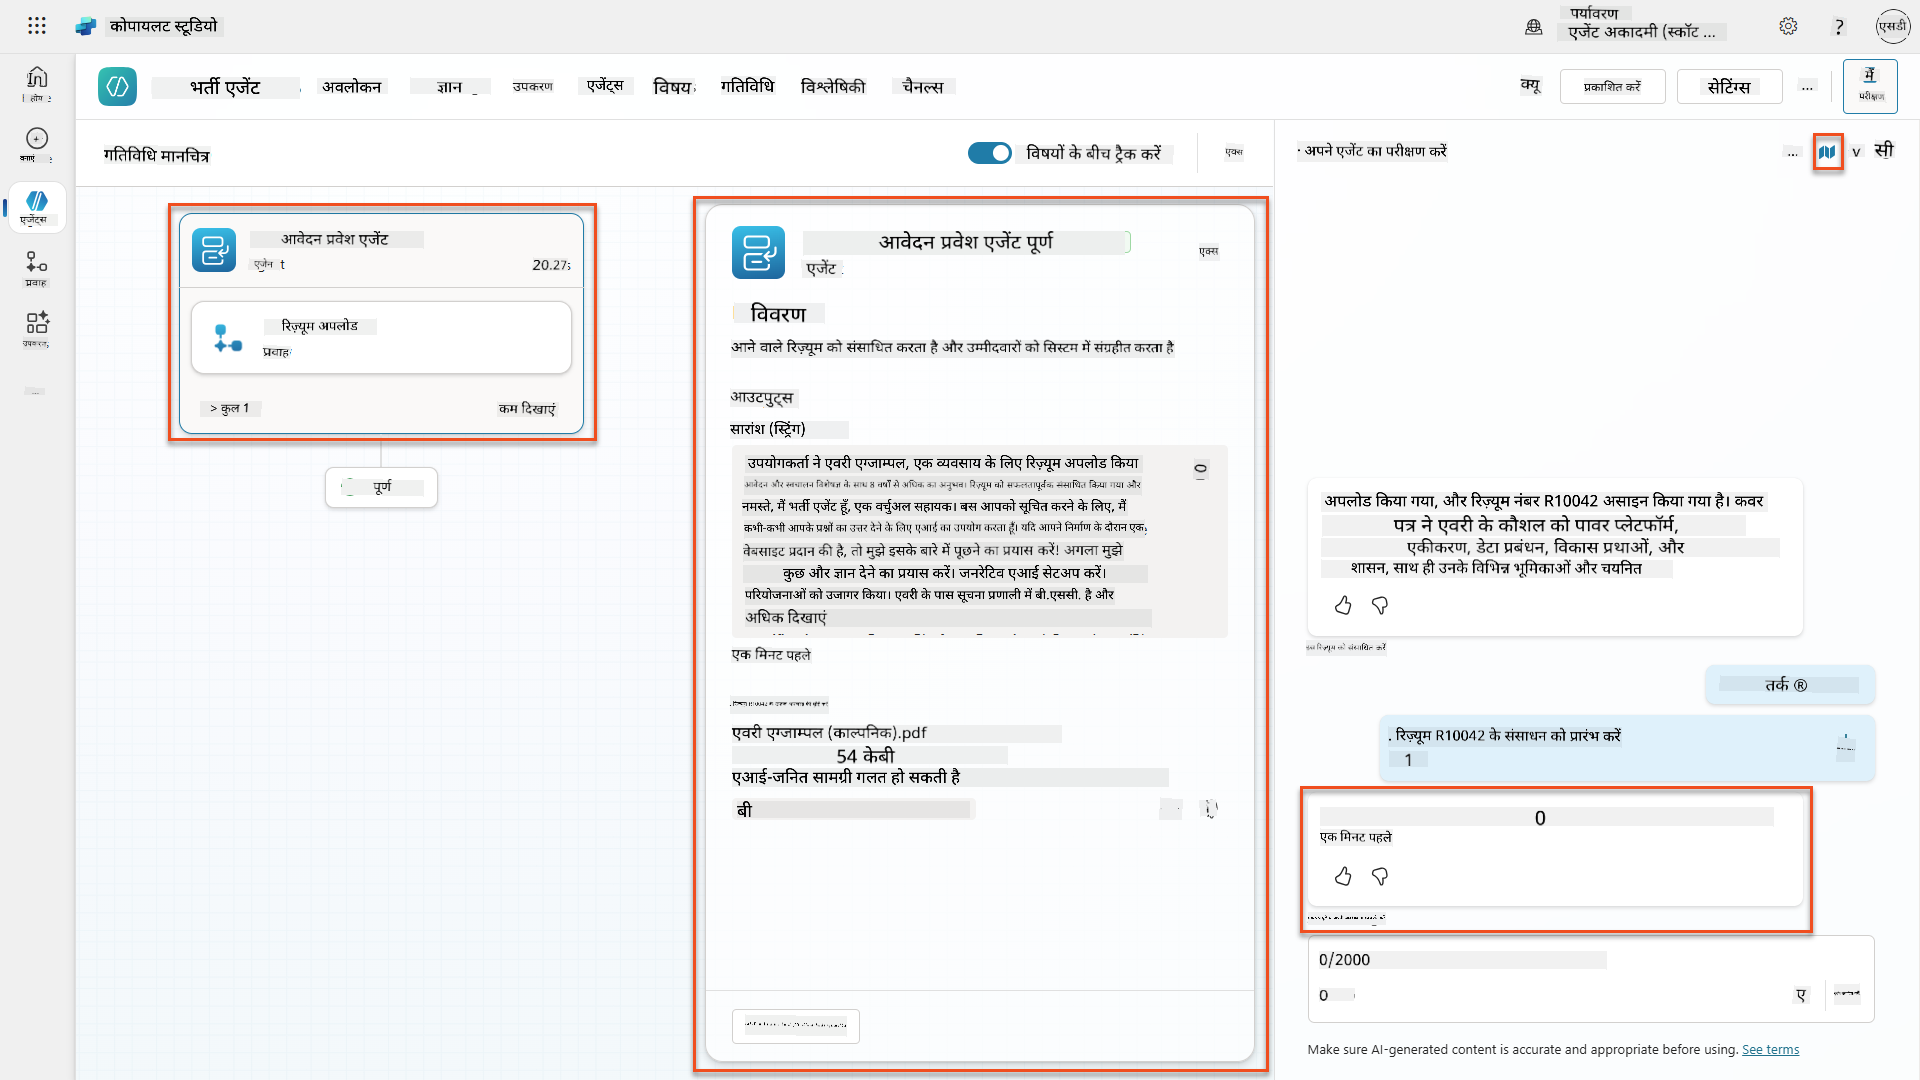 कोपायलट स्टूडियो
पर्यावरण
एजेंट अकादमी (स्कॉट ...
?
एसडी
होम
बनाएं
एजेंट्स
प्रवाह
उपकरण
...
भर्ती एजेंट
अवलोकन
ज्ञान
उपकरण
एजेंट्स
विषय
गतिविधि
विश्लेषिकी
चैनल्स
क्यू
प्रकाशित करें
सेटिंग्स
...
परीक्षण
गतिविधि मानचित्र
विषयों के बीच ट्रैक करें
एक्स
आवेदन प्रवेश एजेंट
20.27s
रिज़्यूम अपलोड
प्रवाह
> कुल 1
कम दिखाएं
पूर्ण
आवेदन प्रवेश एजेंट पूर्ण
एजेंट
एक्स
विवरण
आने वाले रिज़्यूम को संसाधित करता है और उम्मीदवारों को सिस्टम में संग्रहीत करता है
आउटपुट्स
सारांश (स्ट्रिंग)
उपयोगकर्ता ने एवरी एग्जाम्पल, एक व्यवसाय के लिए रिज़्यूम अपलोड किया
आवेदन और स्वचालन विशेषज्ञ के साथ 8 वर्षों से अधिक का अनुभव। रिज़्यूम को सफलतापूर्वक संसाधित किया गया और
नमस्ते, मैं भर्ती एजेंट हूँ, एक वर्चुअल सहायक। बस आपको सूचित करने के लिए, मैं
कभी-कभी आपके प्रश्नों का उत्तर देने के लिए एआई का उपयोग करता हूँ। यदि आपने निर्माण के दौरान एक
वेबसाइट प्रदान की है, तो मुझे इसके बारे में पूछने का प्रयास करें! अगला मुझे
कुछ और ज्ञान देने का प्रयास करें। जनरेटिव एआई सेटअप करें।
परियोजनाओं को उजागर किया। एवरी के पास सूचना प्रणाली में बी.एससी. है और
अधिक दिखाएं
एक मिनट पहले
एवरी एग्जाम्पल (काल्पनिक).pdf
54 केबी
एआई-जनित सामग्री गलत हो सकती है
बी
· अपने एजेंट का परीक्षण करें
...
v
सी
अपलोड किया गया, और रिज़्यूम नंबर R10042 असाइन किया गया है। कवर
पत्र ने एवरी के कौशल को पावर प्लेटफॉर्म,
एकीकरण, डेटा प्रबंधन, विकास प्रथाओं, और
शासन, साथ ही उनके विभिन्न भूमिकाओं और चयनित
तर्क ®
. रिज़्यूम R10042 के संसाधन को प्रारंभ करें
1
0
एक मिनट पहले
0/2000
0
ए
Make sure AI-generated content is accurate and appropriate before using. See terms